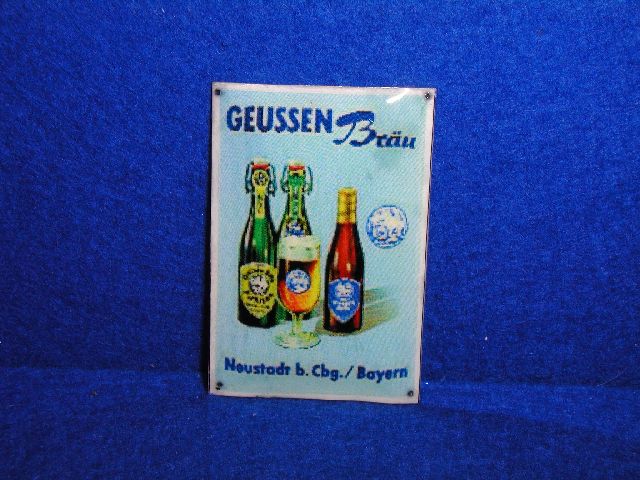 GEUSSEN Bräu
Neustadt b. Cbg./Bayern